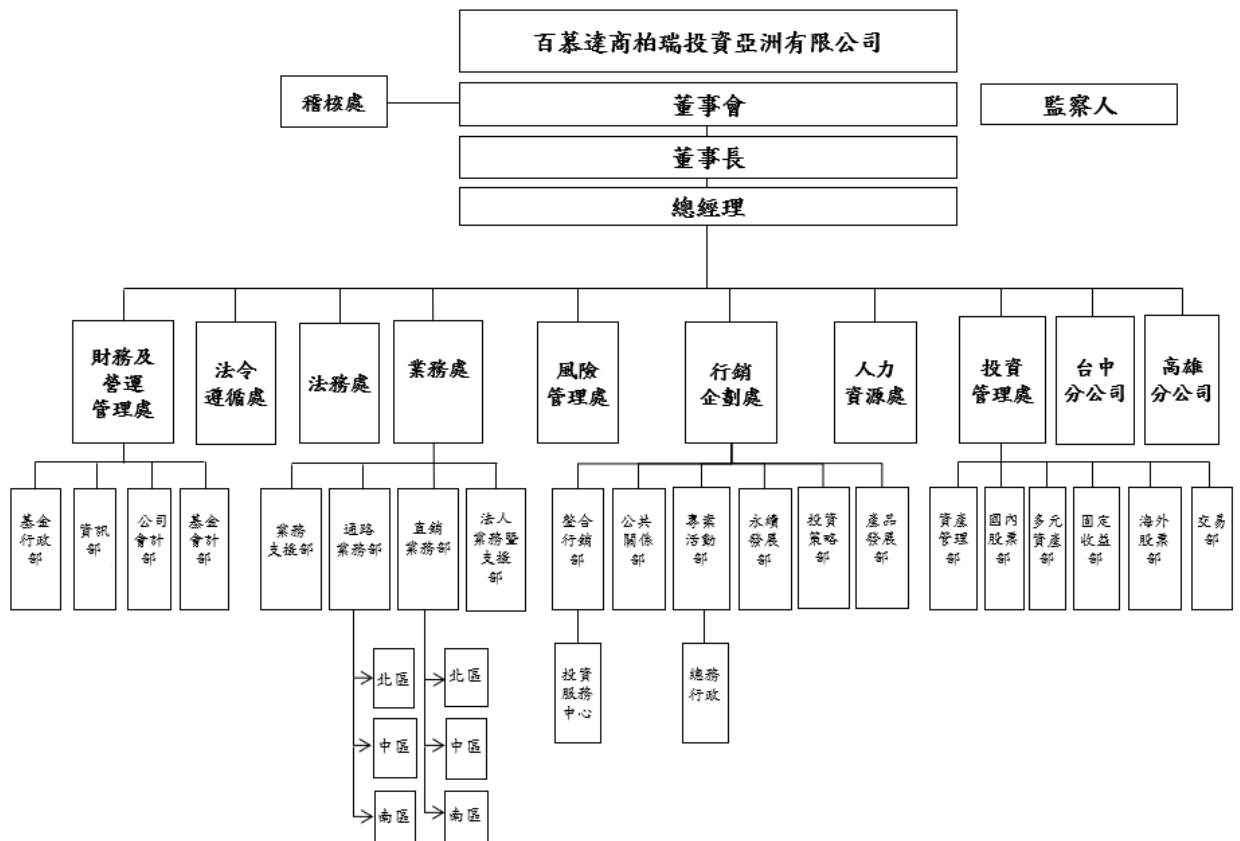 百慕達商柏瑞投資亞洲有限公司
稽核處
董事會
監察人
董事長
總經理
財務及
營運
管理處
法令
遵循處
法務處
業務處
風險
管理處
行銷
企劃處
人力
資源處
投資
管理處
台中
分公司
高雄
分公司
基金
行政
部
資訊
部
公司
會計
部
基金
會計
部
業務
支援部
通路
業務部
直銷
業務部
法人
業務暨
支援
部
整合
行銷
部
公共
關係
部
專案
活動
部
永續
發展
部
投資
策略
部
產品
發展
部
資產
管理
部
國內
股票
部
多元
資產
部
固定
收益
部
海外
股票
部
交易
部
北區
北區
投資
服務
中心
總務
行政
中區
中區
南區
南區